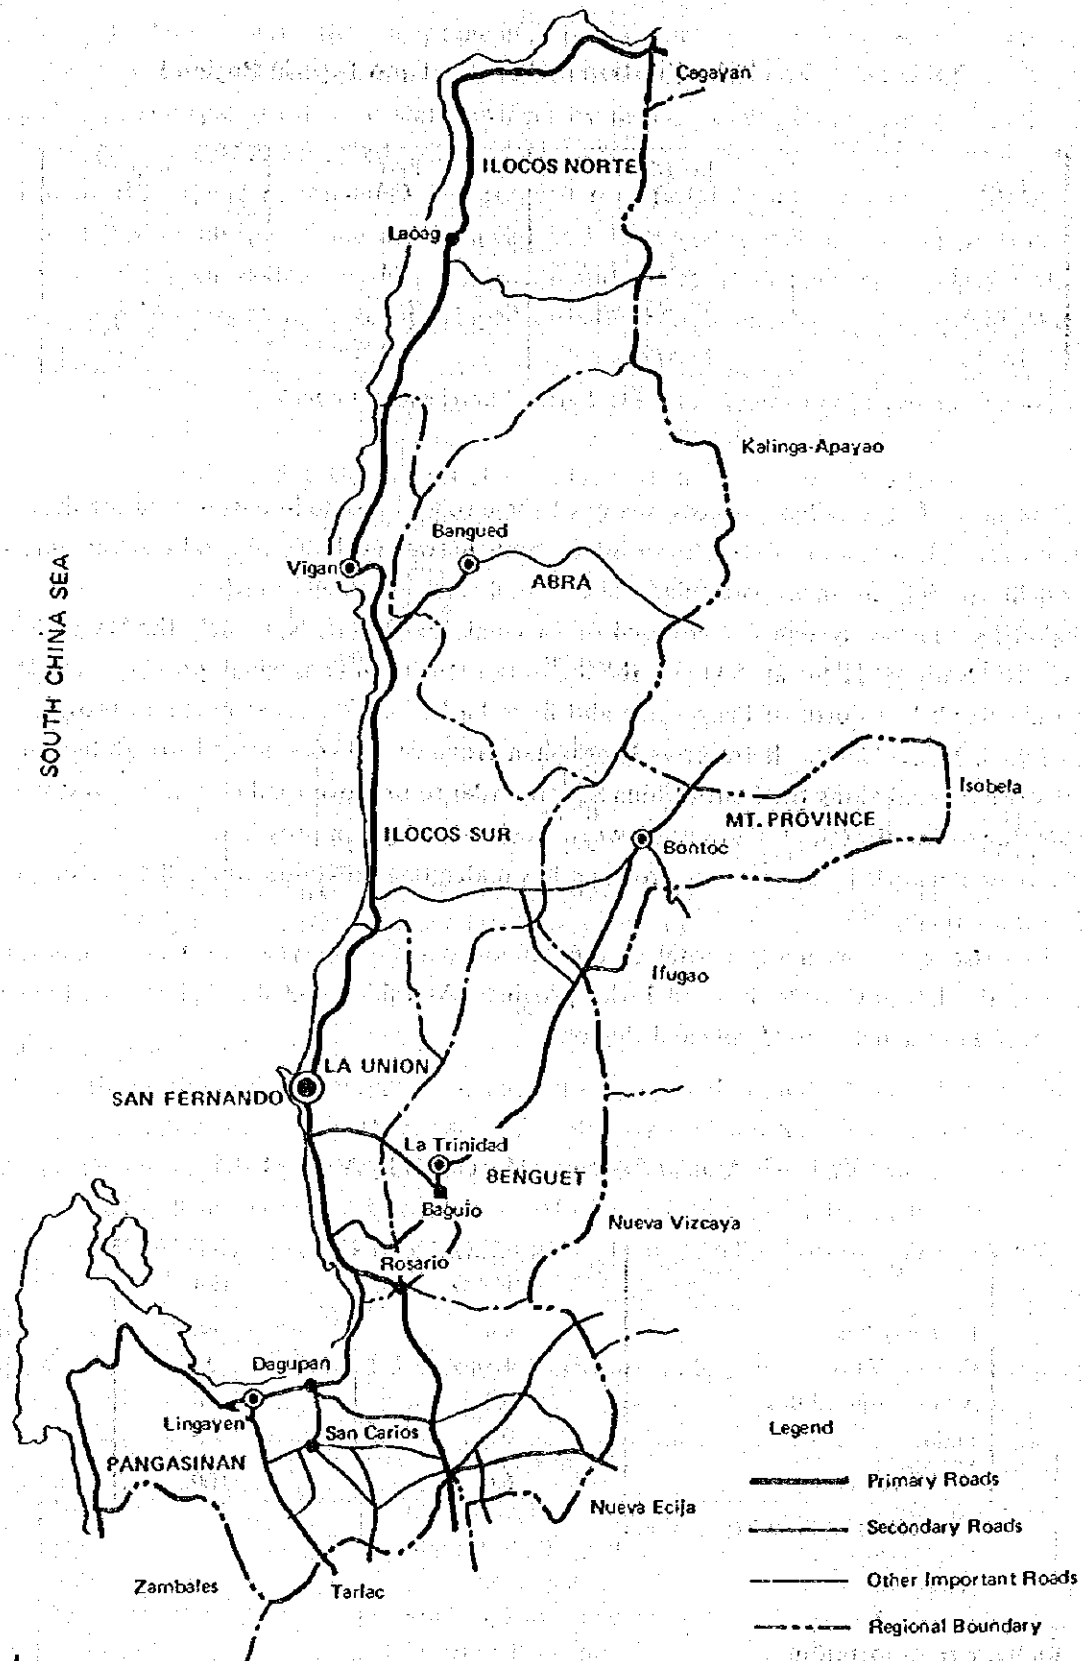 Cagayan
ILOCOS NORTE
Laoag
Kalinga-Apayao
Bangued
Vigan
ABRA
SOUTH CHINA SEA
Isabela
MT. PROVINCE
ILOCOS SUR
Bontoc
Ifugao
LA UNION
SAN FERNANDO
La Trinidad
BENGUET
Baguio
Nueva Vizcaya
Rosario
Dagupan
Lingayen
San Carlos
PANGASINAN
Nueva Ecija
Zambales
Tarlac
Legend
Primary Roads
Secondary Roads
Other Important Roads
Regional Boundary